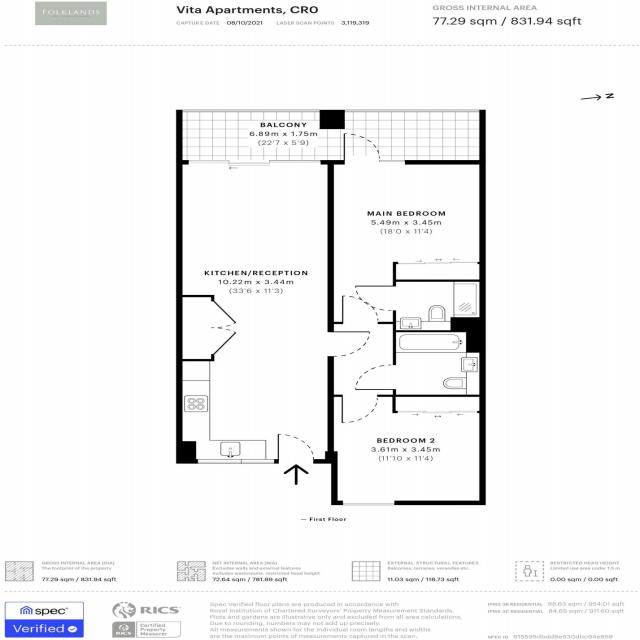 FOLKLANDS
Vita Apartments, CR0
CAPTURE DATE 08/10/2021 LASER SCAN POINTS 3,119,319
GROSS INTERNAL AREA
77.29 sqm / 831.94 sqft
N
BALCONY
6.89m x 1.75m
(22'7 x 5'9)
MAIN BEDROOM
5.49m x 3.45m
(18'0 x 11'4)
KITCHEN/RECEPTION
10.22m x 3.44m
(33'6 x 11'3)
BEDROOM 2
3.61m x 3.45m
(11'10 x 11'4)
— First Floor
GROSS INTERNAL AREA (GIA)
The footprint of the property
77.29 sqm / 831.94 sqft
NET INTERNAL AREA (NIA)
Excludes walls and external features
Includes washrooms, restricted head height
72.64 sqm / 781.89 sqft
EXTERNAL STRUCTURAL FEATURES
Balconies, terraces, verandas etc.
11.03 sqm / 118.73 sqft
RESTRICTED HEAD HEIGHT
Limited use area under 1.5 m
0.00 sqm / 0.00 sqft
spec
Verified
RICS
RICS Certified
Property
Measurer
Spec Verified floor plans are produced in accordance with
Royal Institution of Chartered Surveyors' Property Measurement Standards.
Plots and gardens are illustrative only and excluded from all area calculations.
Due to rounding, numbers may not add up precisely.
All measurements shown for the individual room lengths and widths
are the maximum points of measurements captured in the scan.
IPMS 3B RESIDENTIAL 88.63 sqm / 954.01 sqft
IPMS 3C RESIDENTIAL 84.69 sqm / 911.60 sqft
SPEC ID